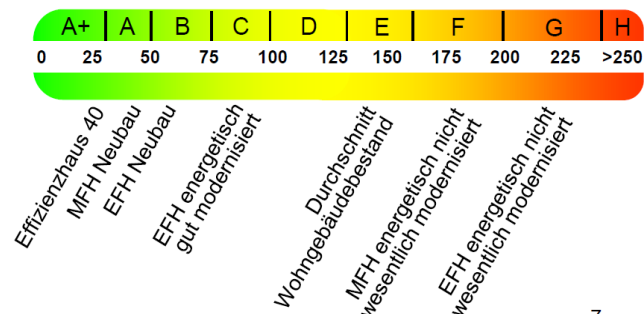 A+ A B C D E F G H
0 25 50 75 100 125 150 175 200 225 >250
Effizienzhaus 40
MFH Neubau
EFH Neubau
EFH energetisch
gut modernisiert
Durchschnitt
Wohngebäudebestand
MFH energetisch nicht
wesentlich modernisiert
EFH energetisch nicht
wesentlich modernisiert
7